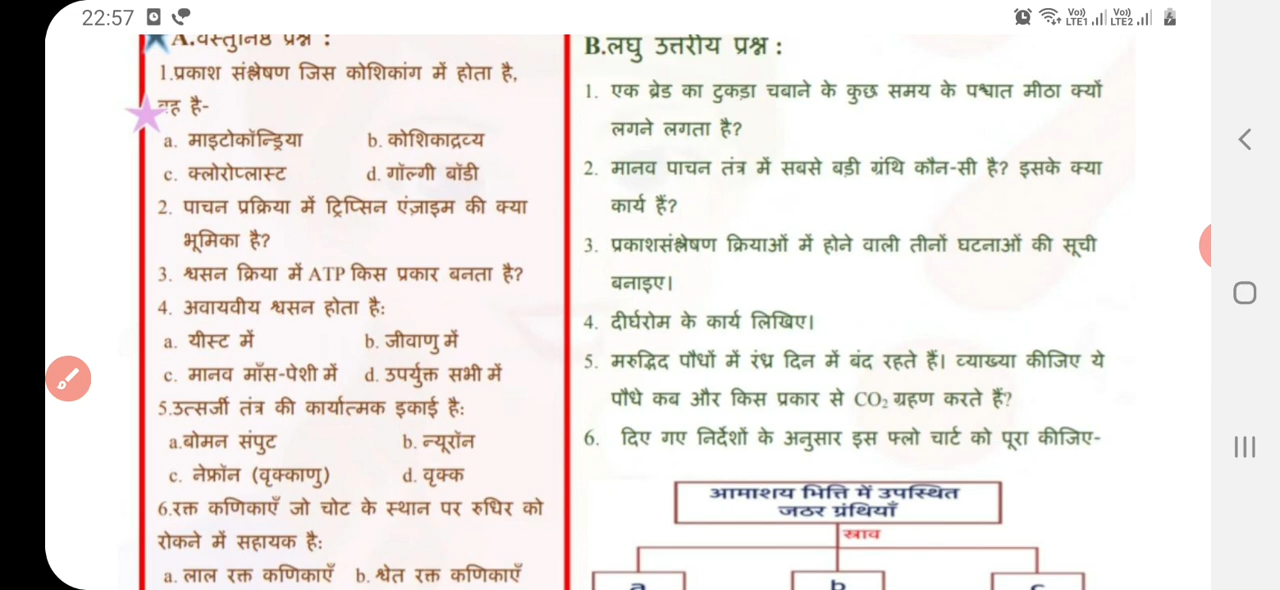 22:57
Vo)) LTE1 Vo)) LTE2
A.वस्तुनिष्ठ प्रश्न :
1.प्रकाश संश्लेषण जिस कोशिकांग में होता है,
वह है-
a. माइटोकॉन्ड्रिया b. कोशिकाद्रव्य
c. क्लोरोप्लास्ट d. गॉल्गी बॉडी
2. पाचन प्रक्रिया में ट्रिप्सिन एंज़ाइम की क्या
भूमिका है?
3. श्वसन क्रिया में ATP किस प्रकार बनता है?
4. अवायवीय श्वसन होता है:
a. यीस्ट में b. जीवाणु में
c. मानव माँस-पेशी में d. उपर्युक्त सभी में
5.उत्सर्जी तंत्र की कार्यात्मक इकाई है:
a.बोमन संपुट b. न्यूरॉन
c. नेफ्रॉन (वृक्काणु) d. वृक्क
6.रक्त कणिकाएँ जो चोट के स्थान पर रुधिर को
रोकने में सहायक है:
a. लाल रक्त कणिकाएँ b. श्वेत रक्त कणिकाएँ
B.लघु उत्तरीय प्रश्न :
1. एक ब्रेड का टुकड़ा चबाने के कुछ समय के पश्चात मीठा क्यों
लगने लगता है?
2. मानव पाचन तंत्र में सबसे बड़ी ग्रंथि कौन-सी है? इसके क्या
कार्य हैं?
3. प्रकाशसंश्लेषण क्रियाओं में होने वाली तीनों घटनाओं की सूची
बनाइए।
4. दीर्घरोम के कार्य लिखिए।
5. मरुद्भिद पौधों में रंध्र दिन में बंद रहते हैं। व्याख्या कीजिए ये
पौधे कब और किस प्रकार से CO₂ ग्रहण करते हैं?
6. दिए गए निर्देशों के अनुसार इस फ्लो चार्ट को पूरा कीजिए-
आमाशय भित्ति में उपस्थित
जठर ग्रंथियाँ
स्राव
a b c